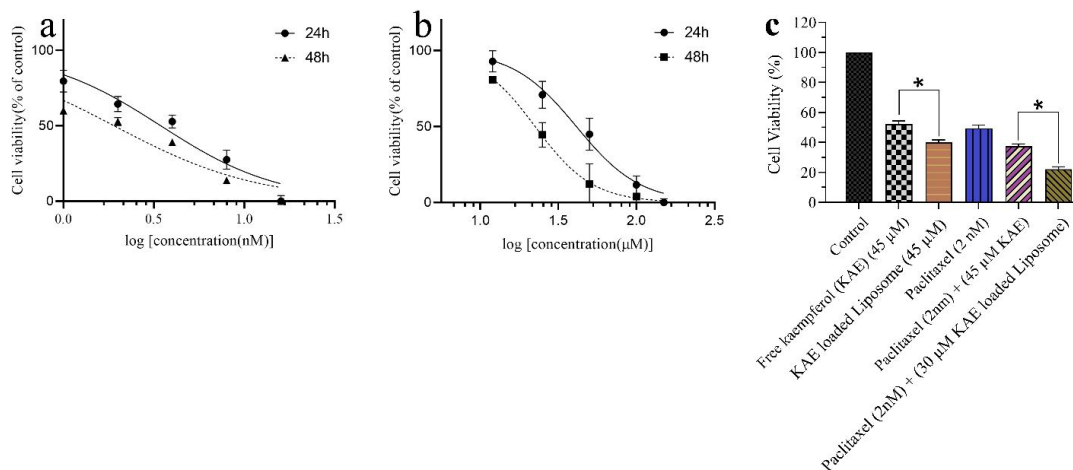 a
24h
48h
Cell viability(% of control)
100
50
0
0.0
0.5
1.0
1.5
log [concentration(nM)]
b
24h
48h
Cell viability(% of control)
100
50
0
1.0
1.5
2.0
2.5
log [concentration(µM)]
c
Cell Viability (%)
120
100
80
60
40
20
0
*
*
Control
Free kaempferol (KAE) (45 µM)
KAE loaded Liposome (45 µM)
Paclitaxel (2 nM)
Paclitaxel (2nm) + (45 µM KAE)
Paclitaxel (2nM) + (30 µM KAE loaded Liposome)